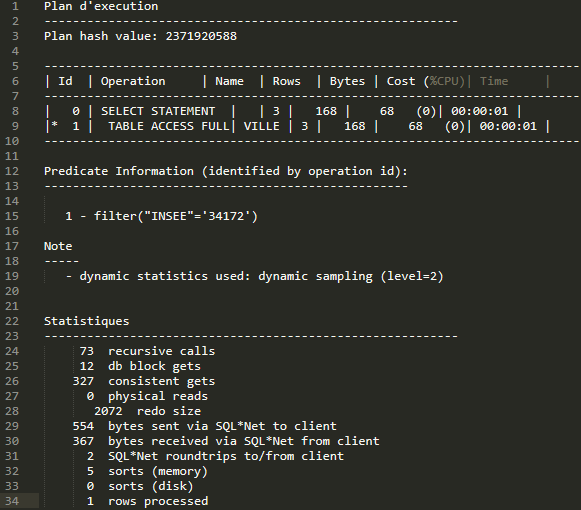 1 Plan d'execution
2 ----------------------------------------------------------
3 Plan hash value: 2371920588
4
5 ---------------------------------------------------------------------------
6 | Id  | Operation     | Name  | Rows  | Bytes | Cost (%CPU)| Time     |
7 ---------------------------------------------------------------------------
8 |   0 | SELECT STATEMENT  |   | 3 |   168 |    68   (0)| 00:00:01 |
9 |*  1 |  TABLE ACCESS FULL| VILLE | 3 |   168 |    68   (0)| 00:00:01 |
10 ---------------------------------------------------------------------------
11
12 Predicate Information (identified by operation id):
13 ---------------------------------------------------
14
15    1 - filter("INSEE"='34172')
16
17 Note
18 -----
19    - dynamic statistics used: dynamic sampling (level=2)
20
21
22 Statistiques
23 ----------------------------------------------------------
24      73  recursive calls
25      12  db block gets
26     327  consistent gets
27       0  physical reads
28        2072  redo size
29     554  bytes sent via SQL*Net to client
30     367  bytes received via SQL*Net from client
31       2  SQL*Net roundtrips to/from client
32       5  sorts (memory)
33       0  sorts (disk)
34       1  rows processed